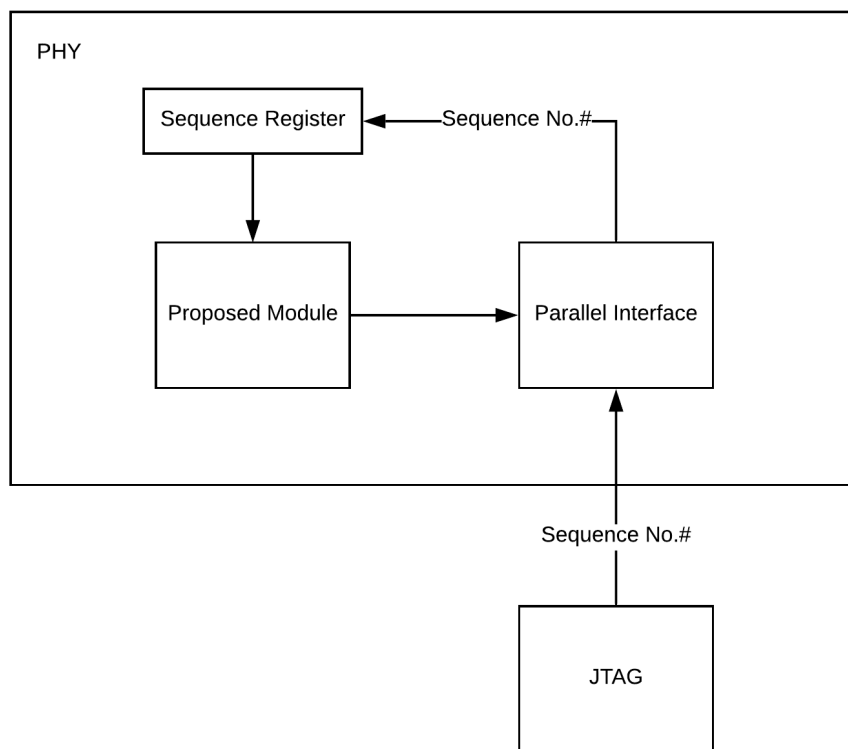 PHY
Sequence Register
Sequence No.#
Proposed Module
Parallel Interface
Sequence No.#
JTAG